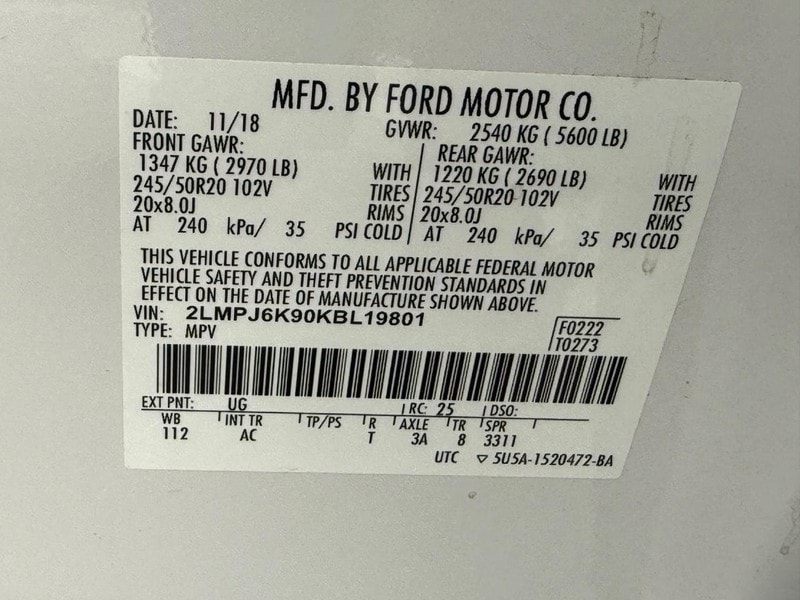 MFD. BY FORD MOTOR CO.
DATE: 11/18 GVWR: 2540 KG ( 5600 LB)
FRONT GAWR: REAR GAWR:
1347 KG ( 2970 LB) WITH 1220 KG ( 2690 LB) WITH
245/50R20 102V TIRES 245/50R20 102V TIRES
20x8.0J RIMS 20x8.0J RIMS
AT 240 kPa/ 35 PSI COLD AT 240 kPa/ 35 PSI COLD
THIS VEHICLE CONFORMS TO ALL APPLICABLE FEDERAL MOTOR
VEHICLE SAFETY AND THEFT PREVENTION STANDARDS IN
EFFECT ON THE DATE OF MANUFACTURE SHOWN ABOVE.
VIN: 2LMPJ6K90KBL19801 F0222
TYPE: MPV T0273
EXT PNT: UG RC: 25 DSO:
WB INT TR TP/PS R AXLE TR SPR
112 AC T 3A 8 3311
UTC ▽ 5U5A-1520472-BA